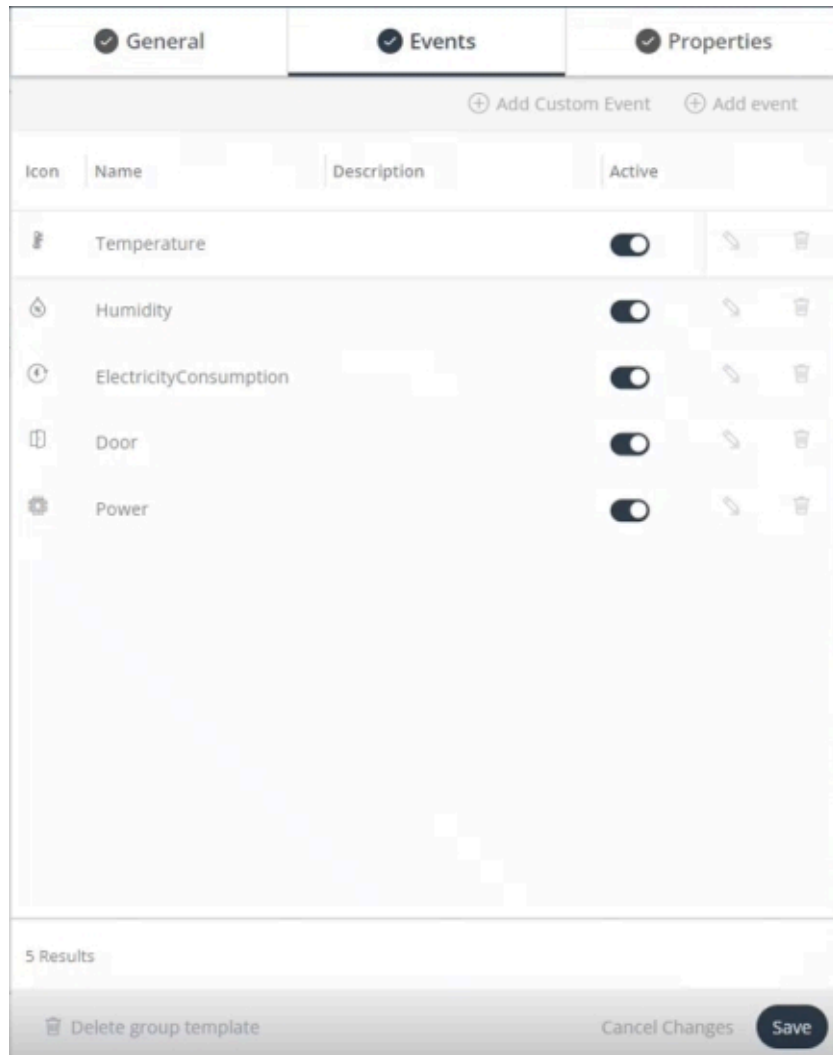 General Events Properties
Add Custom Event Add event
Icon Name Description Active
Temperature
Humidity
ElectricityConsumption
Door
Power
5 Results
Delete group template Cancel Changes Save